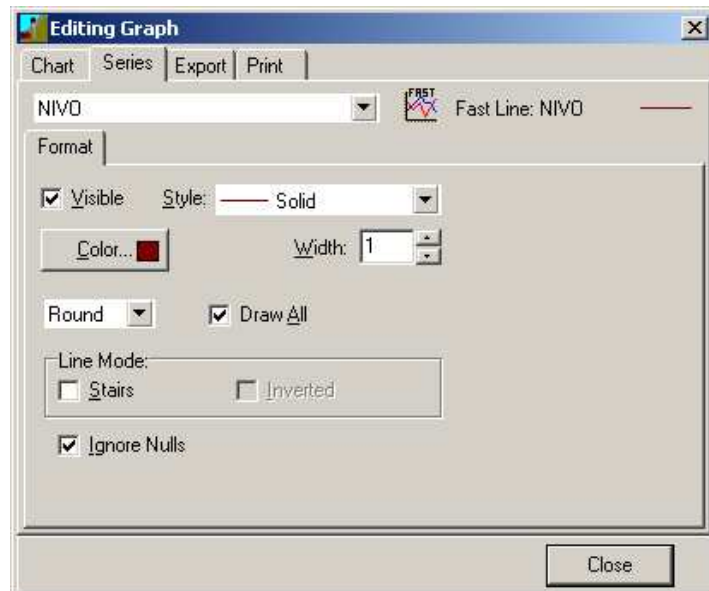 Editing Graph
Chart Series Export Print
NIVO FAST Fast Line: NIVO
Format
Visible Style: Solid
Color... Width: 1
Round Draw All
Line Mode:
Stairs Inverted
Ignore Nulls
Close